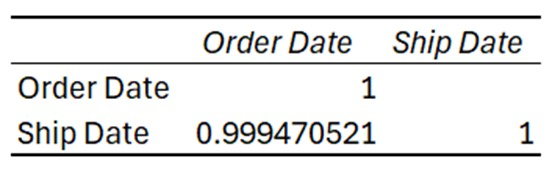 Order Date Ship Date
Order Date 1
Ship Date 0.999470521 1